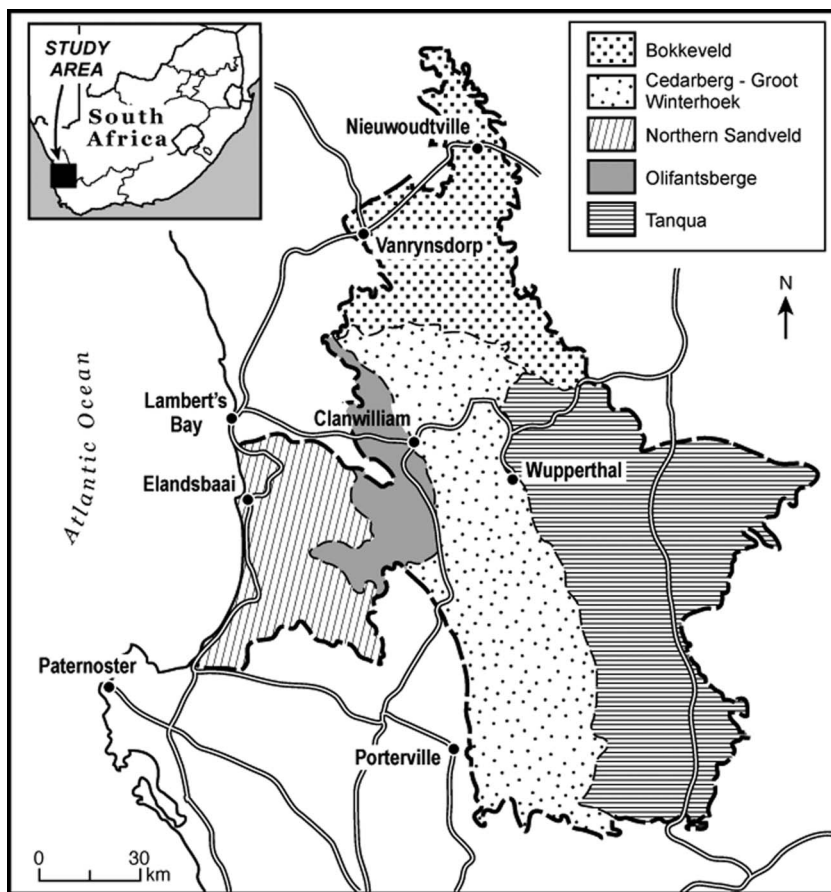 STUDY
AREA
South
Africa
Bokkeveld
Cedarberg - Groot
Winterhoek
Northern Sandveld
Olifantsberge
Tanqua
N
Nieuwoudtville
Vanrynsdorp
Atlantic Ocean
Lambert's
Bay
Clanwilliam
Elandsbaai
Wupperthal
Paternoster
Porterville
0 30
km